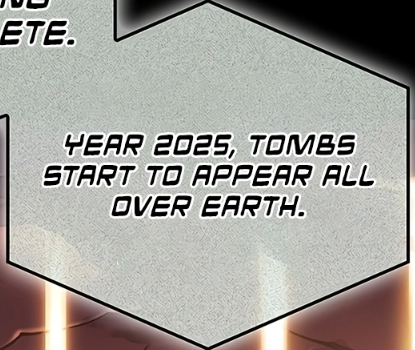 ETE.
YEAR 2025, TOMBS
START TO APPEAR ALL
OVER EARTH.